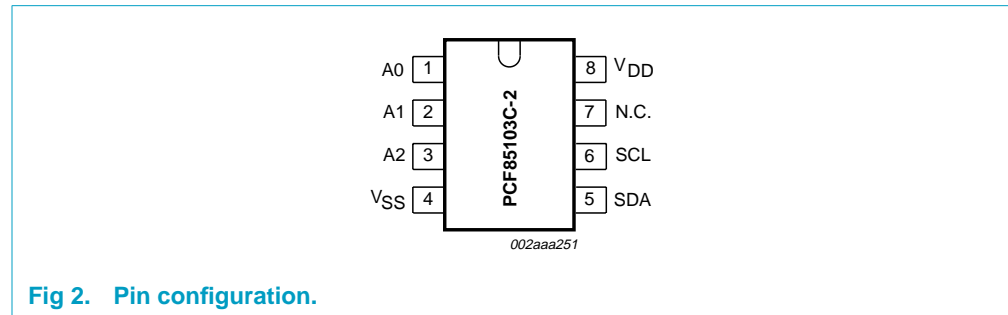 A0 1 8 VDD
A1 2 7 N.C.
A2 3 6 SCL
VSS 4 5 SDA
PCF85103C-2
002aaa251
Fig 2. Pin configuration.